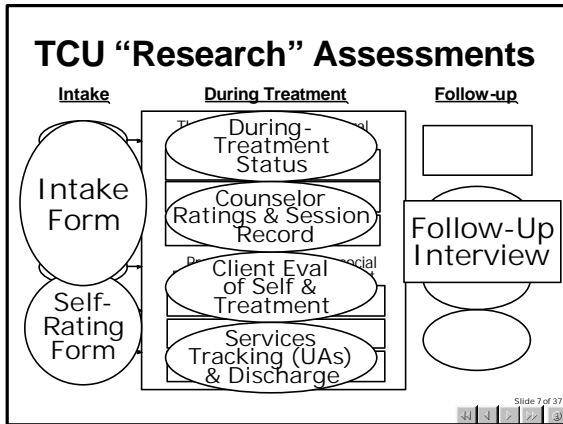 TCU “Research” Assessments
Intake
During Treatment
Follow-up
Intake
Form
Self-
Rating
Form
During-
Treatment
Status
Counselor
Ratings & Session
Record
Client Eval
of Self &
Treatment
Services
Tracking (UAs)
& Discharge
Follow-Up
Interview
Slide 7 of 37